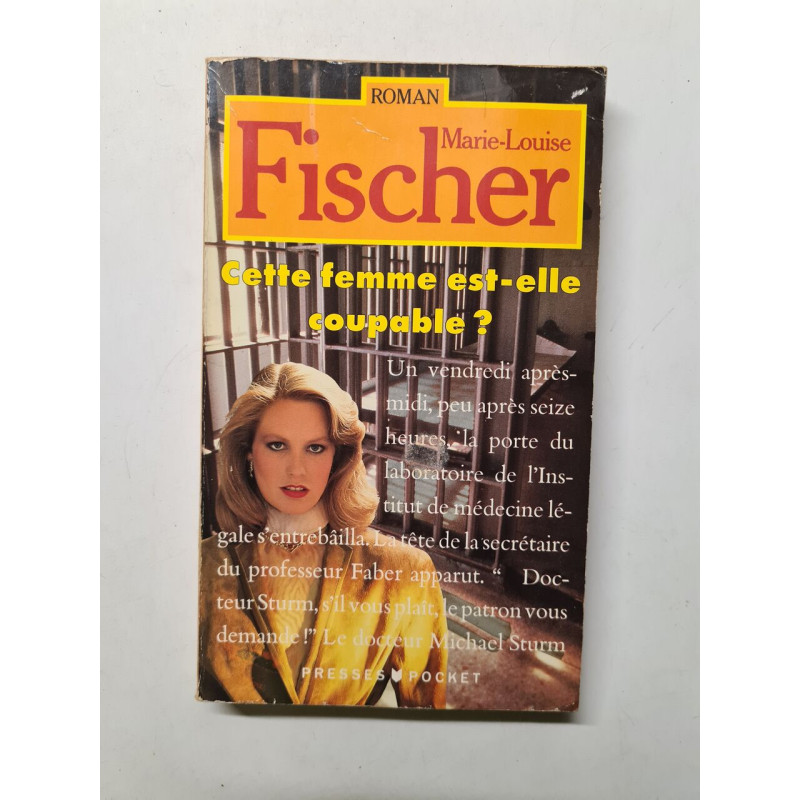 ROMAN
Marie-Louise
Fischer
Cette femme est-elle
coupable ?
Un vendredi après-
midi, peu après seize
heures, la porte du
laboratoire de l'Ins-
titut de médecine lé-
gale s'entrebâilla. La tête de la secrétaire
du professeur Faber apparut. “ Doc-
teur Sturm, s'il vous plaît, le patron vous
demande !” Le docteur Michael Sturm
PRESSES POCKET